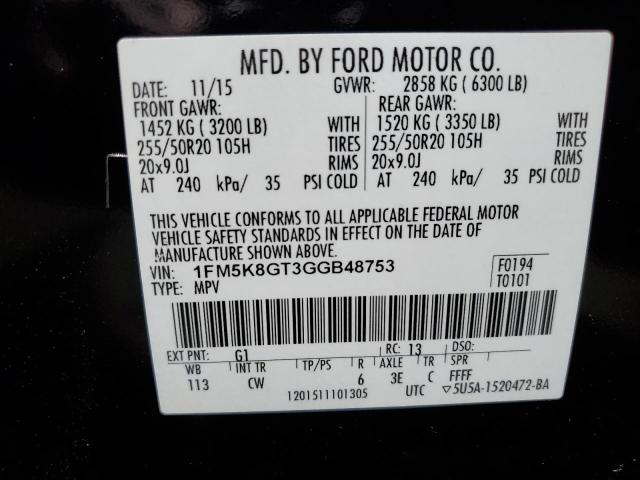 MFD. BY FORD MOTOR CO.
DATE: 11/15 GVWR: 2858 KG ( 6300 LB)
FRONT GAWR: REAR GAWR:
1452 KG ( 3200 LB) WITH 1520 KG ( 3350 LB) WITH
255/50R20 105H TIRES 255/50R20 105H TIRES
20x9.0J RIMS 20x9.0J RIMS
AT 240 kPa/ 35 PSI COLD AT 240 kPa/ 35 PSI COLD
THIS VEHICLE CONFORMS TO ALL APPLICABLE FEDERAL MOTOR
VEHICLE SAFETY STANDARDS IN EFFECT ON THE DATE OF
MANUFACTURE SHOWN ABOVE.
VIN: 1FM5K8GT3GGB48753 F0194
TYPE: MPV T0101
EXT PNT: G1 RC: 13 DSO:
WB INT TR TP/PS R AXLE TR SPR
113 CW 6 3E C FFFF
1201511101305 UTC ▽5U5A-1520472-BA